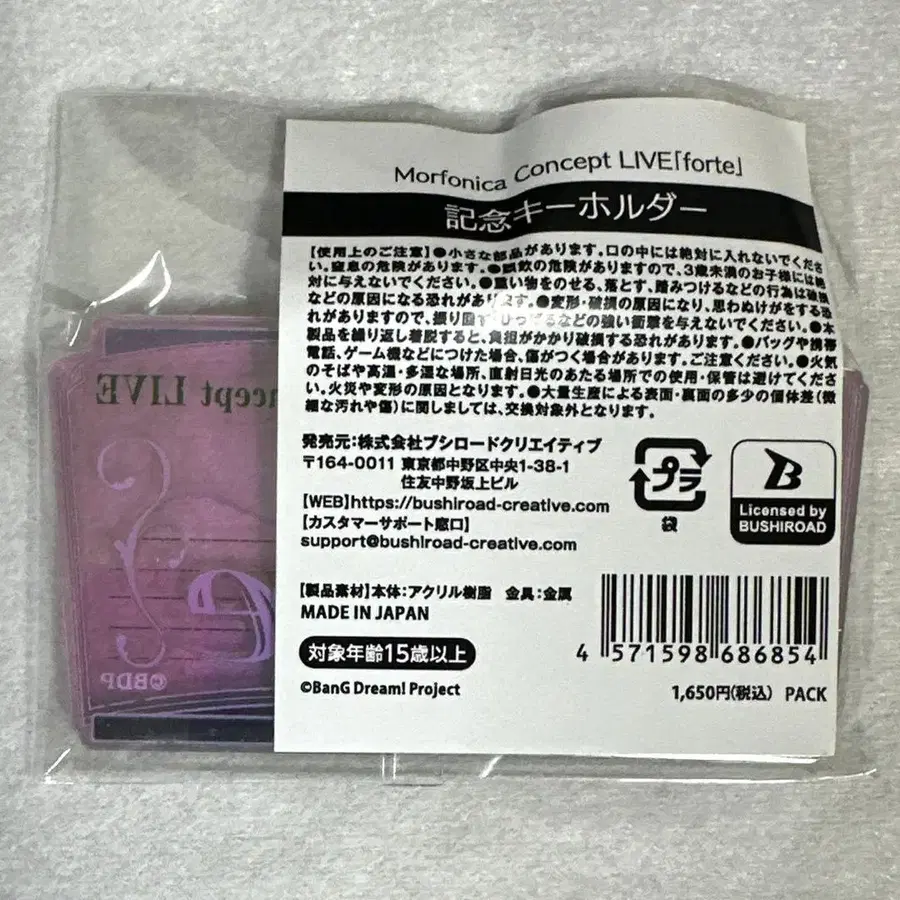 Morfonica Concept LIVE「forte」
記念キーホルダー
【使用上のご注意】●小さな部品があります。口の中には絶対に入れないでくださ
い。窒息の危険があります。●誤飲の危険がありますので、3歳未満のお子様には絶
対に与えないでください。●重い物をのせる、落とす、踏みつけるなどの行為は破損
などの原因になる恐れがあります。●変形・破損の原因になり、思わぬけがをする恐
れがありますので、振り回す、ひっぱるなどの強い衝撃を与えないでください。●本
製品を繰り返し着脱すると、負担がかかり破損する恐れがあります。●バッグや携帯
電話、ゲーム機などにつけた場合、傷がつく場合があります。ご注意ください。●火気
のそばや高温・多湿な場所、直射日光のあたる場所での使用・保管は避けてくださ
い。火災や変形の原因となります。●大量生産による表面・裏面の多少の個体差(微
細な汚れや傷)に関しましては、交換対象外となります。
発売元:株式会社ブシロードクリエイティブ
〒164-0011 東京都中野区中央1-38-1
住友中野坂上ビル
【WEB】https://bushiroad-creative.com
【カスタマーサポート窓口】
support@bushiroad-creative.com
プラ
袋
B
Licensed by
BUSHIROAD
【製品素材】本体:アクリル樹脂 金具:金属
MADE IN JAPAN
対象年齢15歳以上
©BanG Dream! Project
4 571598 686854
1,650円(税込) PACK
ncept LIVE
©BDP